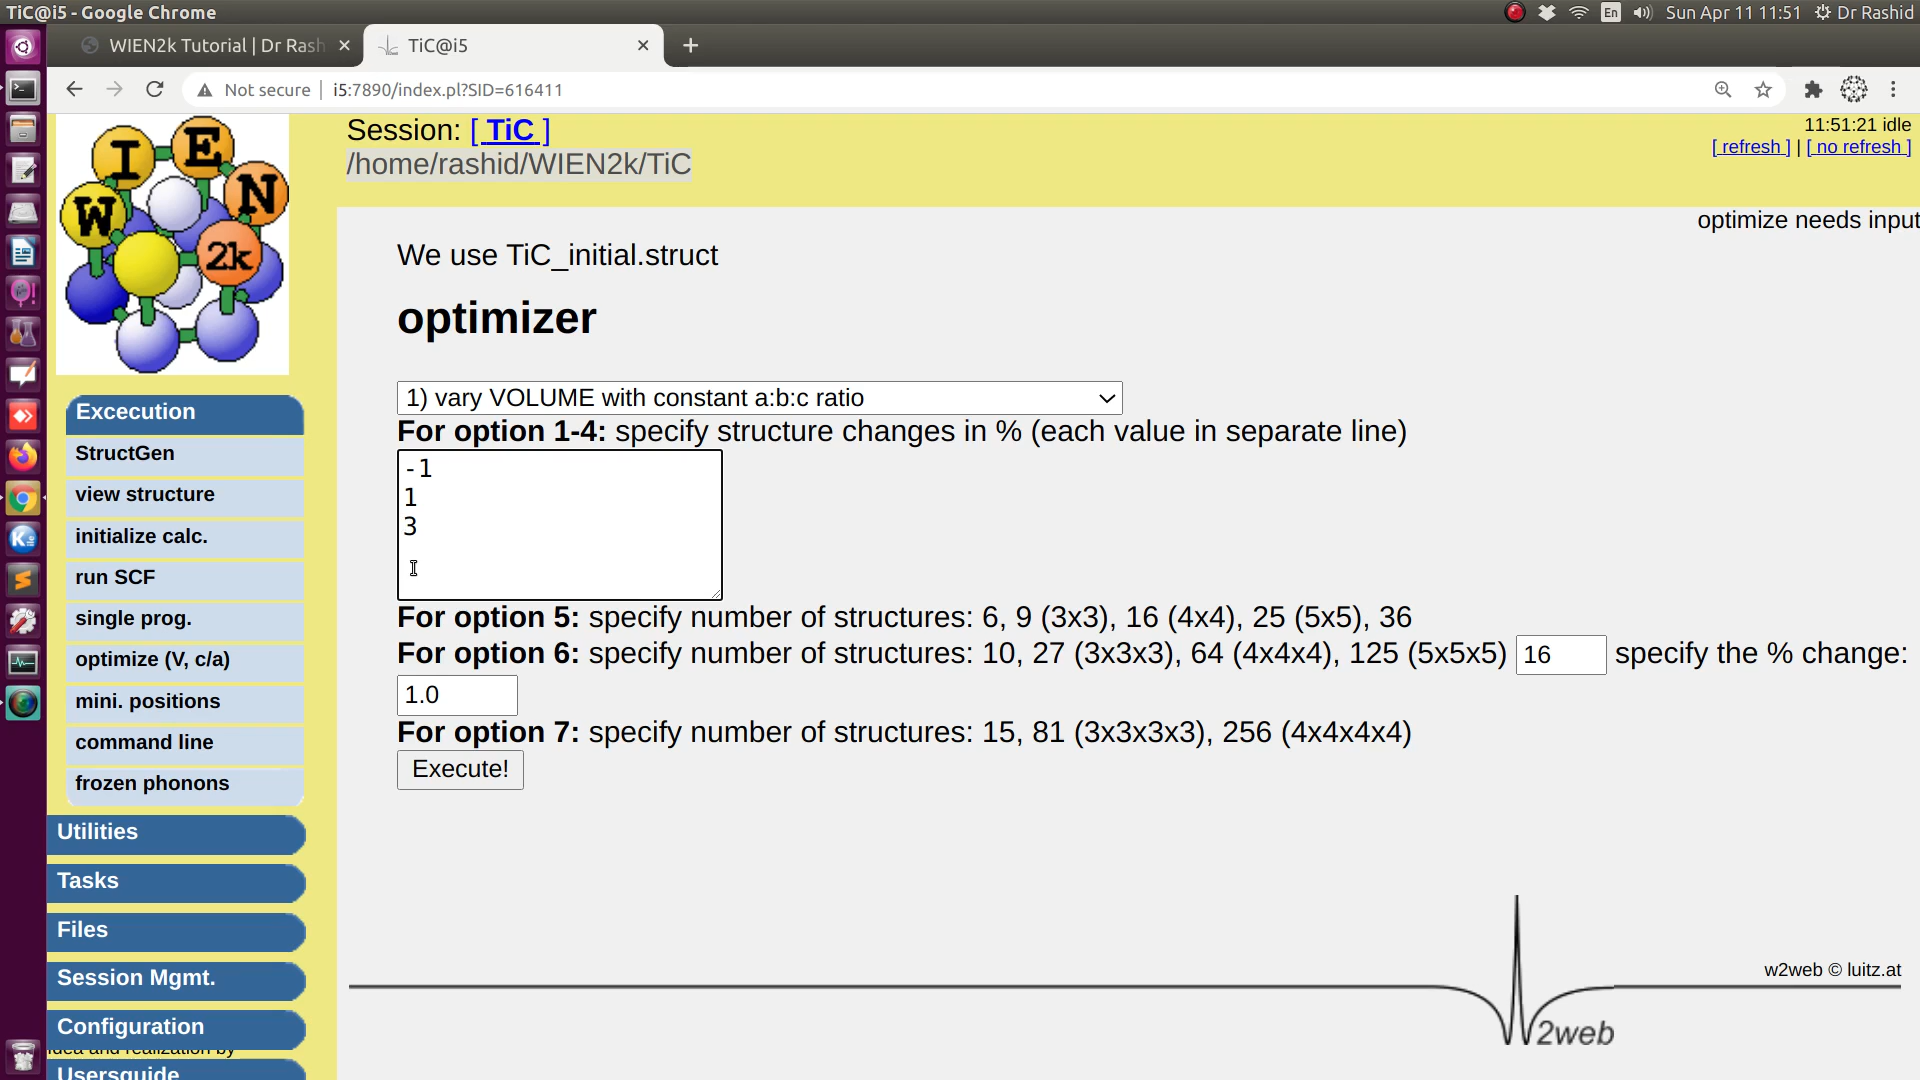 TiC@i5 - Google Chrome
En
Sun Apr 11 11:51
Dr Rashid
WIEN2k Tutorial | Dr Rash
TiC@i5
Not secure
i5:7890/index.pl?SID=616411
WIEN
2k
Session: [ TiC ]
/home/rashid/WIEN2k/TiC
11:51:21 idle
[ refresh ] | [ no refresh ]
optimize needs input
We use TiC_initial.struct
optimizer
1) vary VOLUME with constant a:b:c ratio
For option 1-4: specify structure changes in % (each value in separate line)
-1
1
3
For option 5: specify number of structures: 6, 9 (3x3), 16 (4x4), 25 (5x5), 36
For option 6: specify number of structures: 10, 27 (3x3x3), 64 (4x4x4), 125 (5x5x5) 16 specify the % change:
1.0
For option 7: specify number of structures: 15, 81 (3x3x3x3), 256 (4x4x4x4)
Execute!
Excecution
StructGen
view structure
initialize calc.
run SCF
single prog.
optimize (V, c/a)
mini. positions
command line
frozen phonons
Utilities
Tasks
Files
Session Mgmt.
Configuration
idea and realization by
Usersguide
w2web © luitz.at
2web